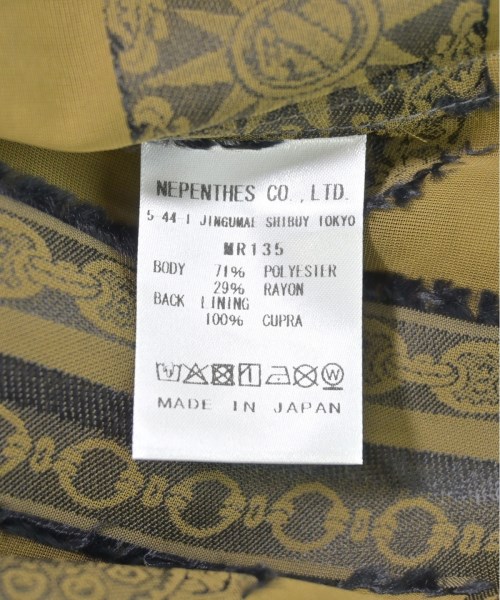 NEPENTHES CO.,LTD.
5-44-1 JINGUMAE SHIBUY TOKYO
MR135
BODY 71% POLYESTER
29% RAYON
BACK LINING
100% CUPRA
W
MADE IN JAPAN